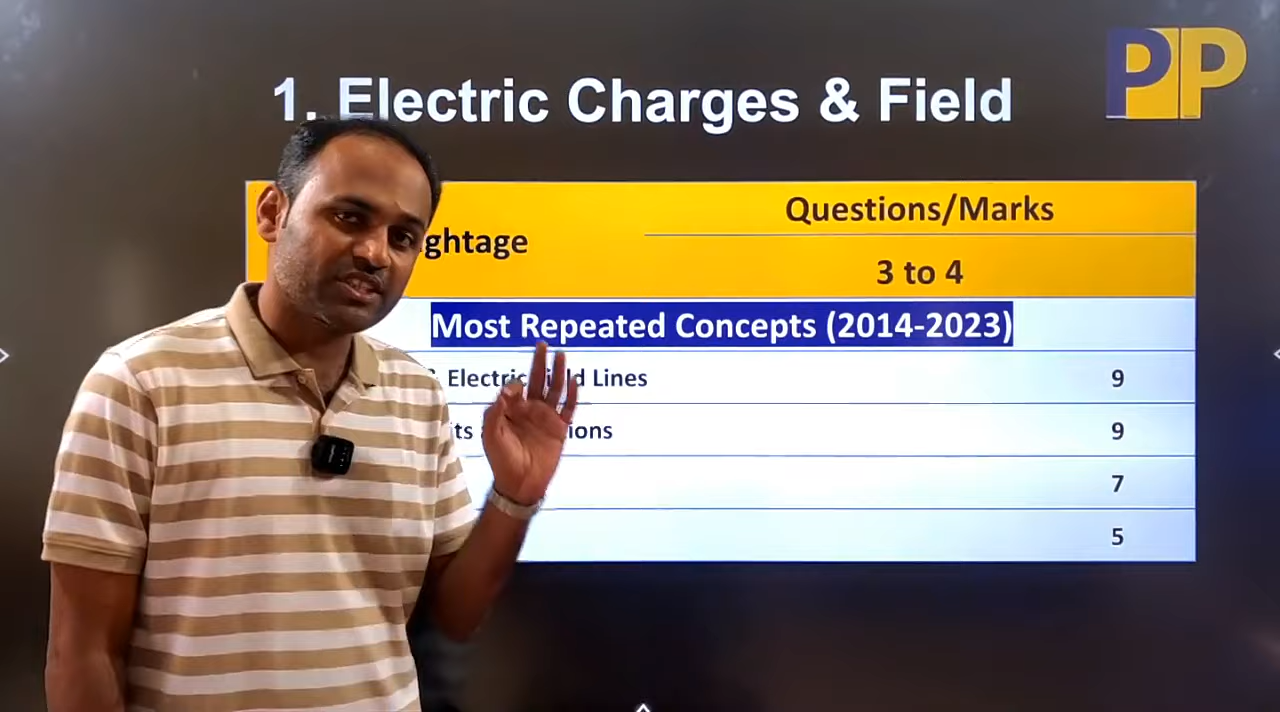 PP
1. Electric Charges & Field
Questions/Marks
3 to 4
Most Repeated Concepts (2014-2023)
Electric Lines 9
9
7
5